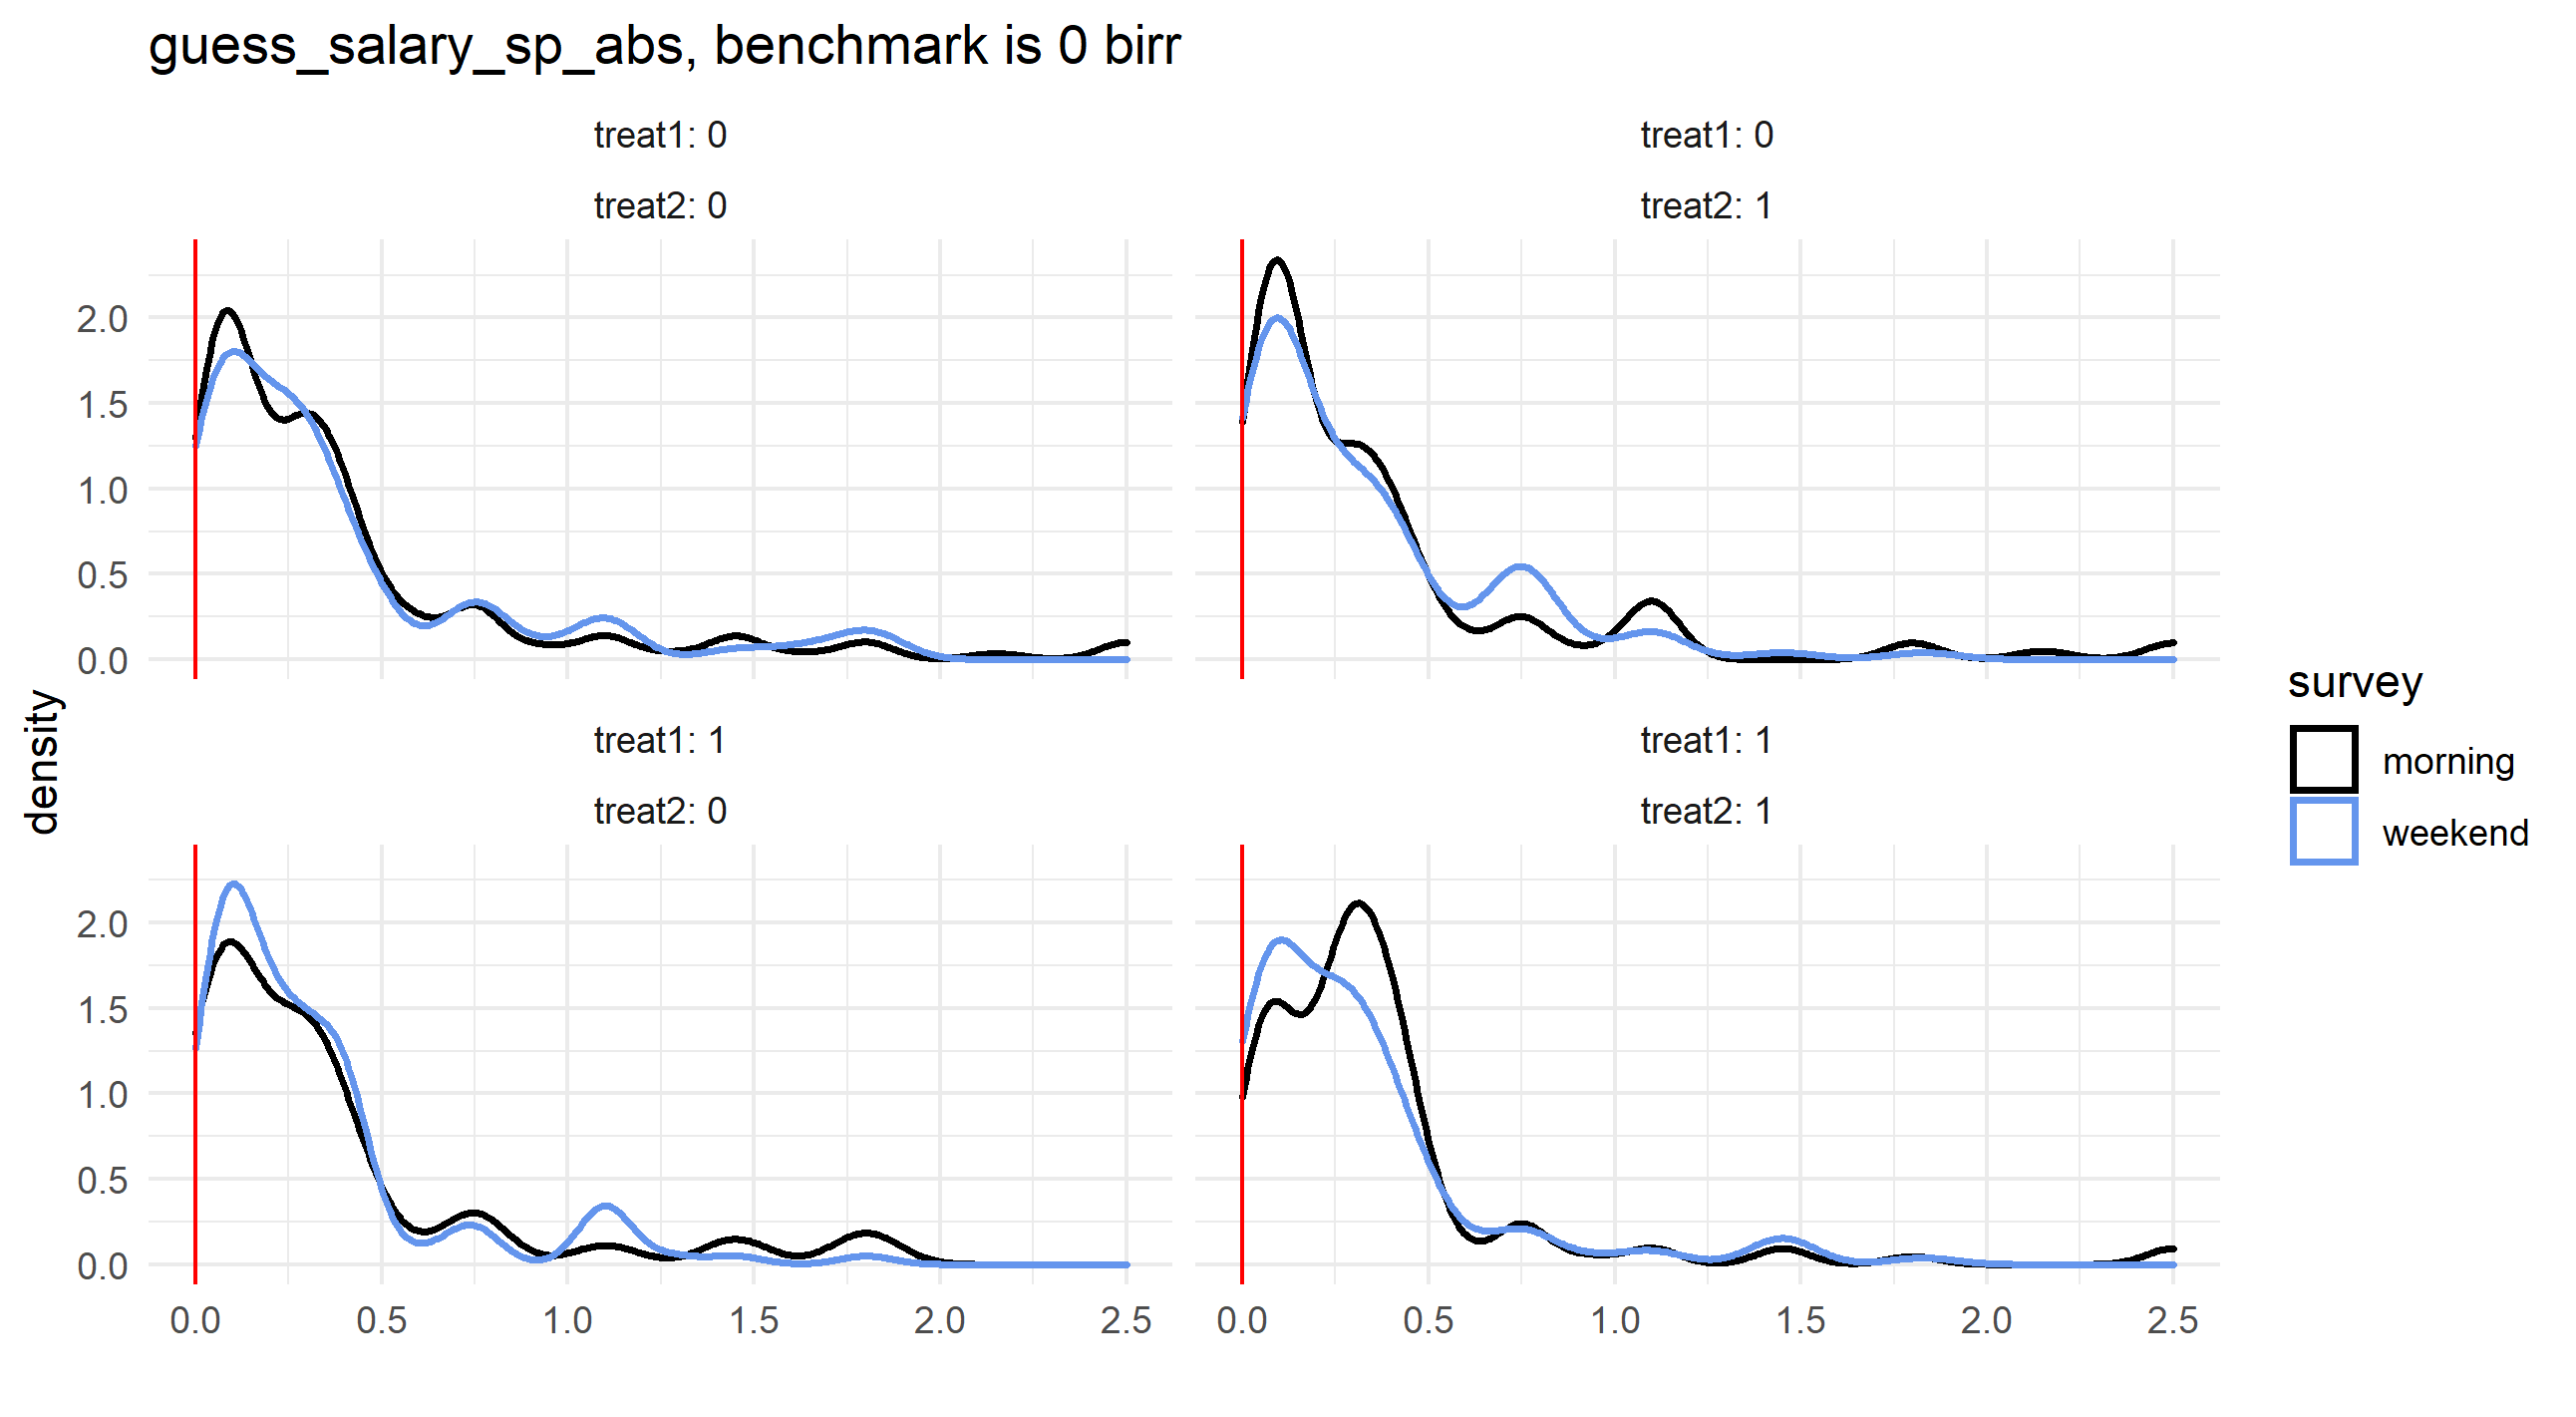 guess_salary_sp_abs, benchmark is 0 birr
treat1: 0
treat2: 0
treat1: 0
treat2: 1
2.0
1.5
1.0
0.5
0.0
density
treat1: 1
treat2: 0
treat1: 1
treat2: 1
2.0
1.5
1.0
0.5
0.0
0.0 0.5 1.0 1.5 2.0 2.5
0.0 0.5 1.0 1.5 2.0 2.5
survey
morning
weekend